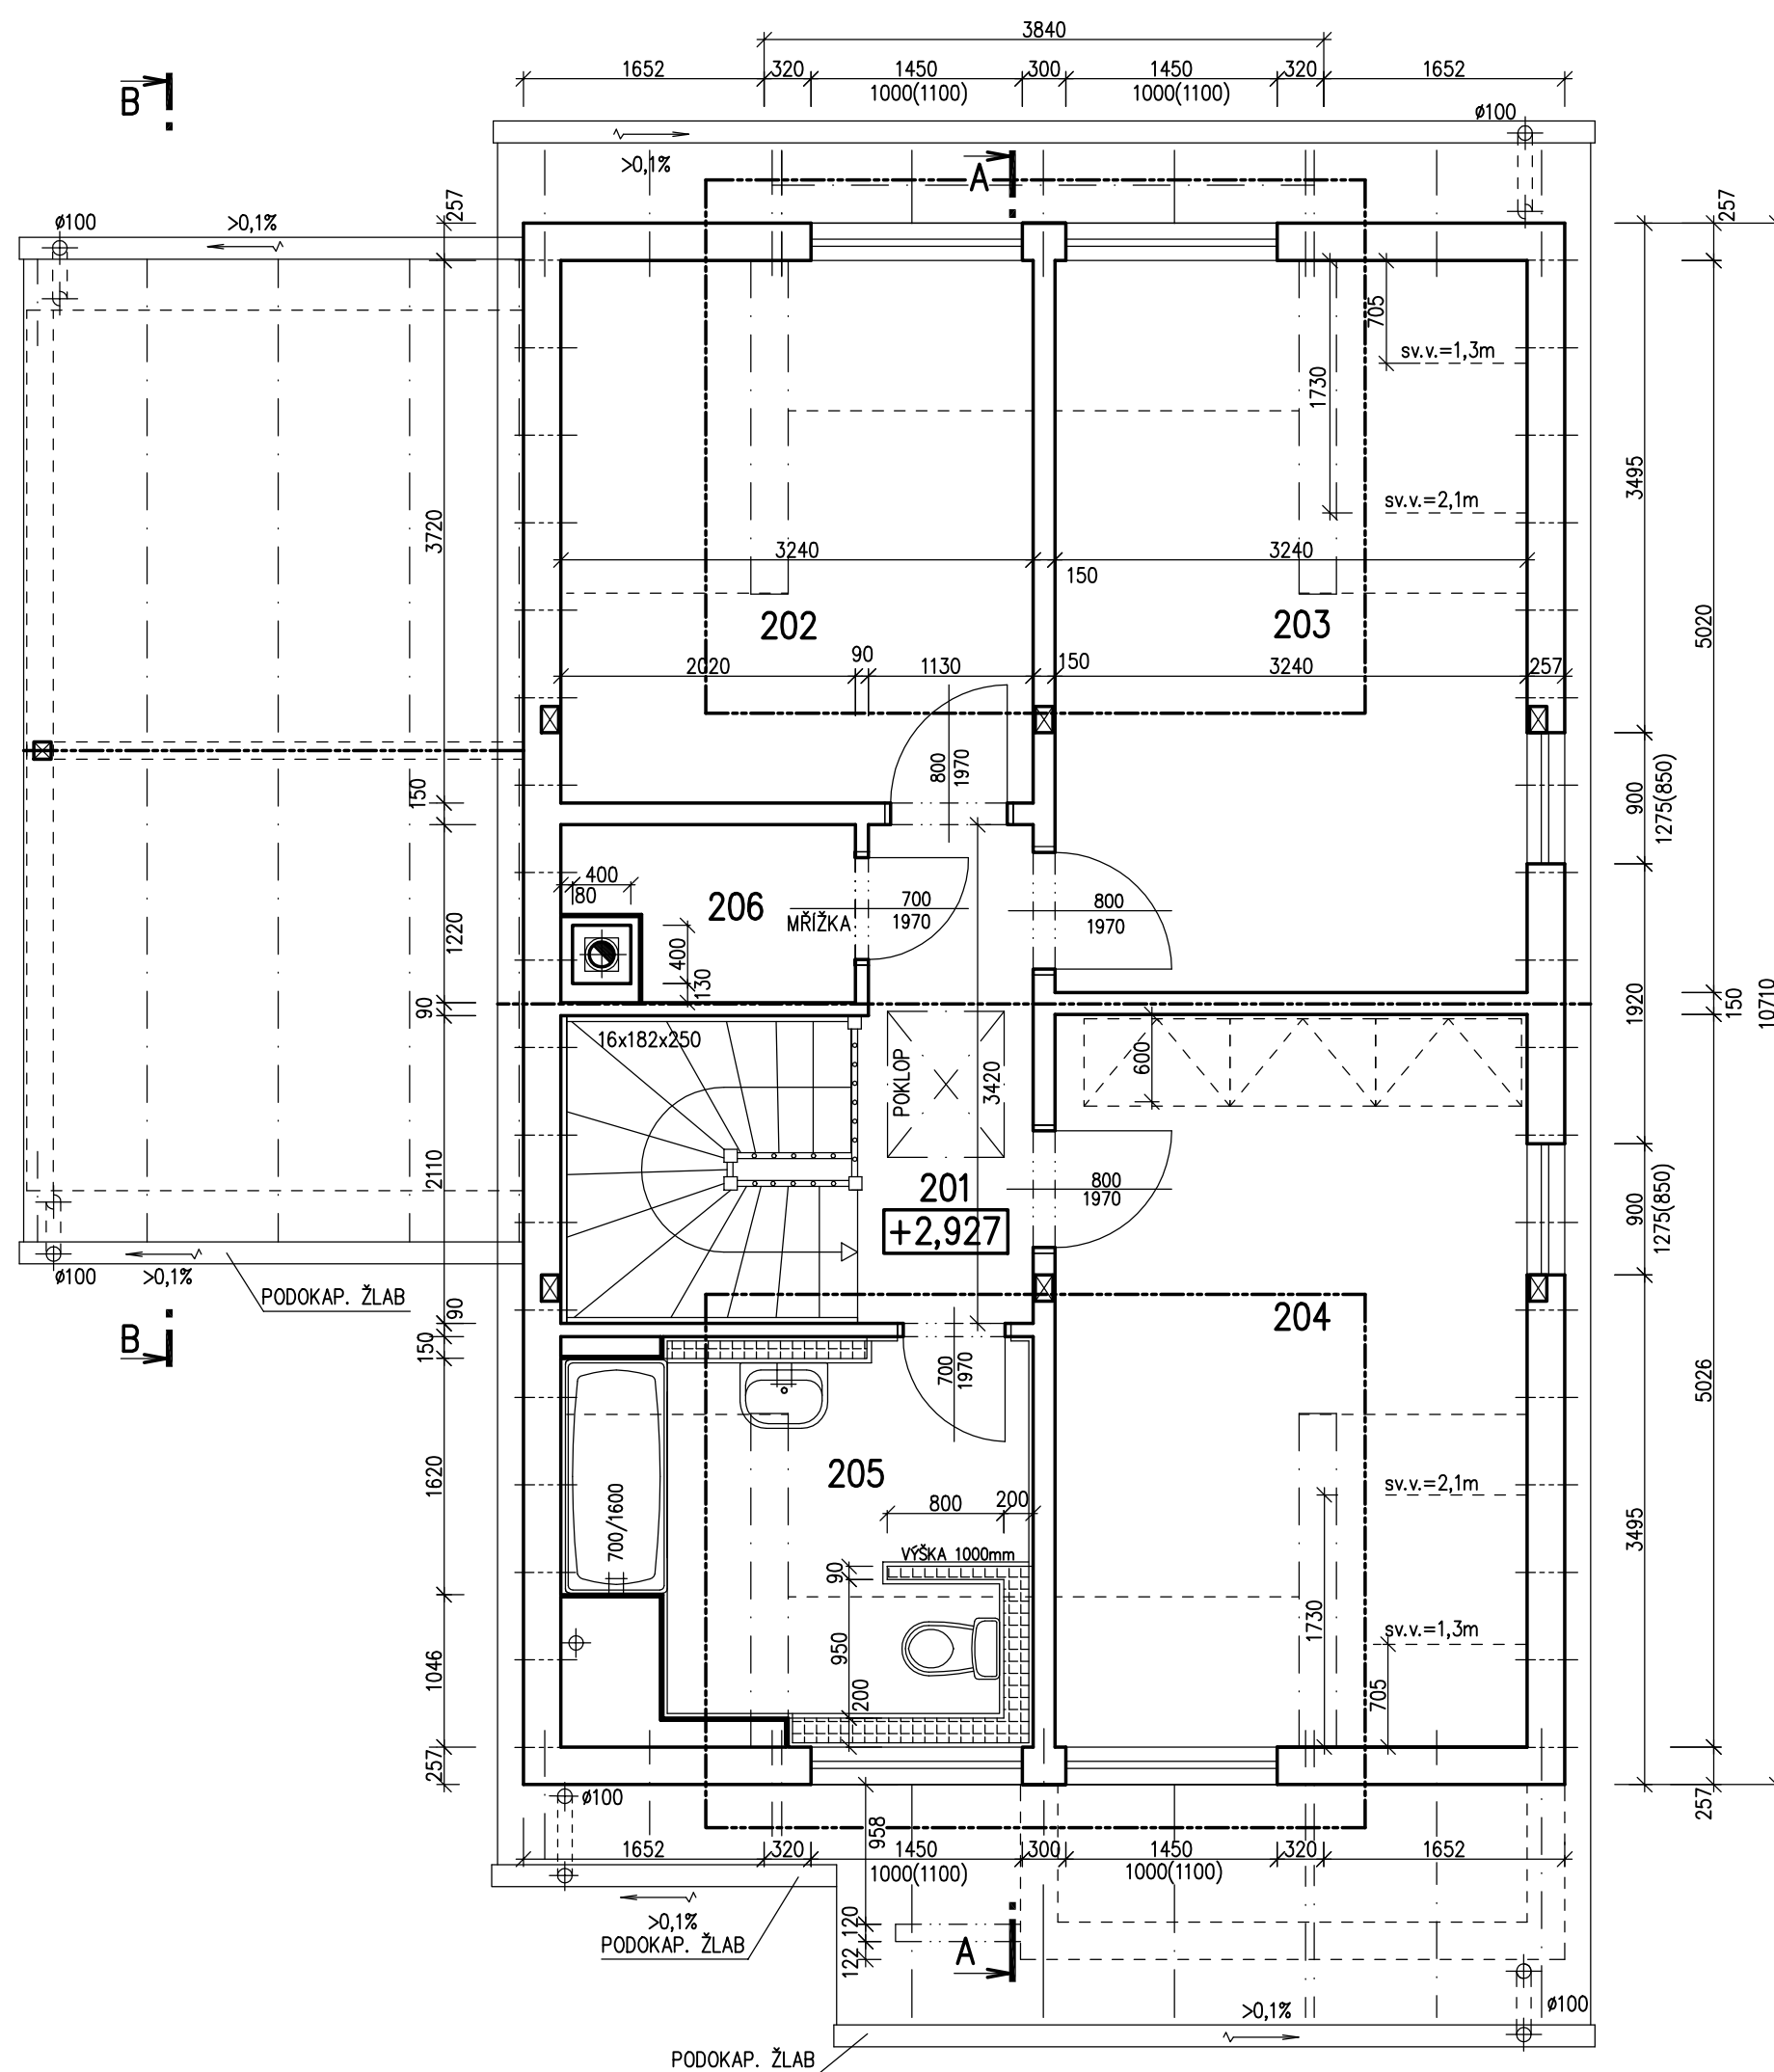 3840
1652 320 1450 300 1450 320 1652
1000(1100) 1000(1100)
B
ø100
>0,1%
A
257
257
ø100 >0,1%
705
sv.v.=1,3m
1730
3495
sv.v.=2,1m
3720
3240 3240
150
202 203
5020
90 150
2020 1130 3240 257
800
1970
150
900
1275(850)
400
80
206
700
1970
MŘÍŽKA
800
1970
1220
400
130
90
1920
150
10710
16x182x250
POKLOP
3420
600
2110
201
+2,927
800
1970
900
1275(850)
ø100 >0,1%
PODOKAP. ŽLAB
90
204
B
150
700
1970
5026
205
1620
700/1600
800 200
sv.v.=2,1m
VÝŠKA 1000mm
90
3495
950
1730
sv.v.=1,3m
1046
200
705
257
257
ø100
958
1652 320 1450 300 1450 320 1652
1000(1100) 1000(1100)
>0,1%
PODOKAP. ŽLAB
120
122
A
>0,1%
ø100
PODOKAP. ŽLAB